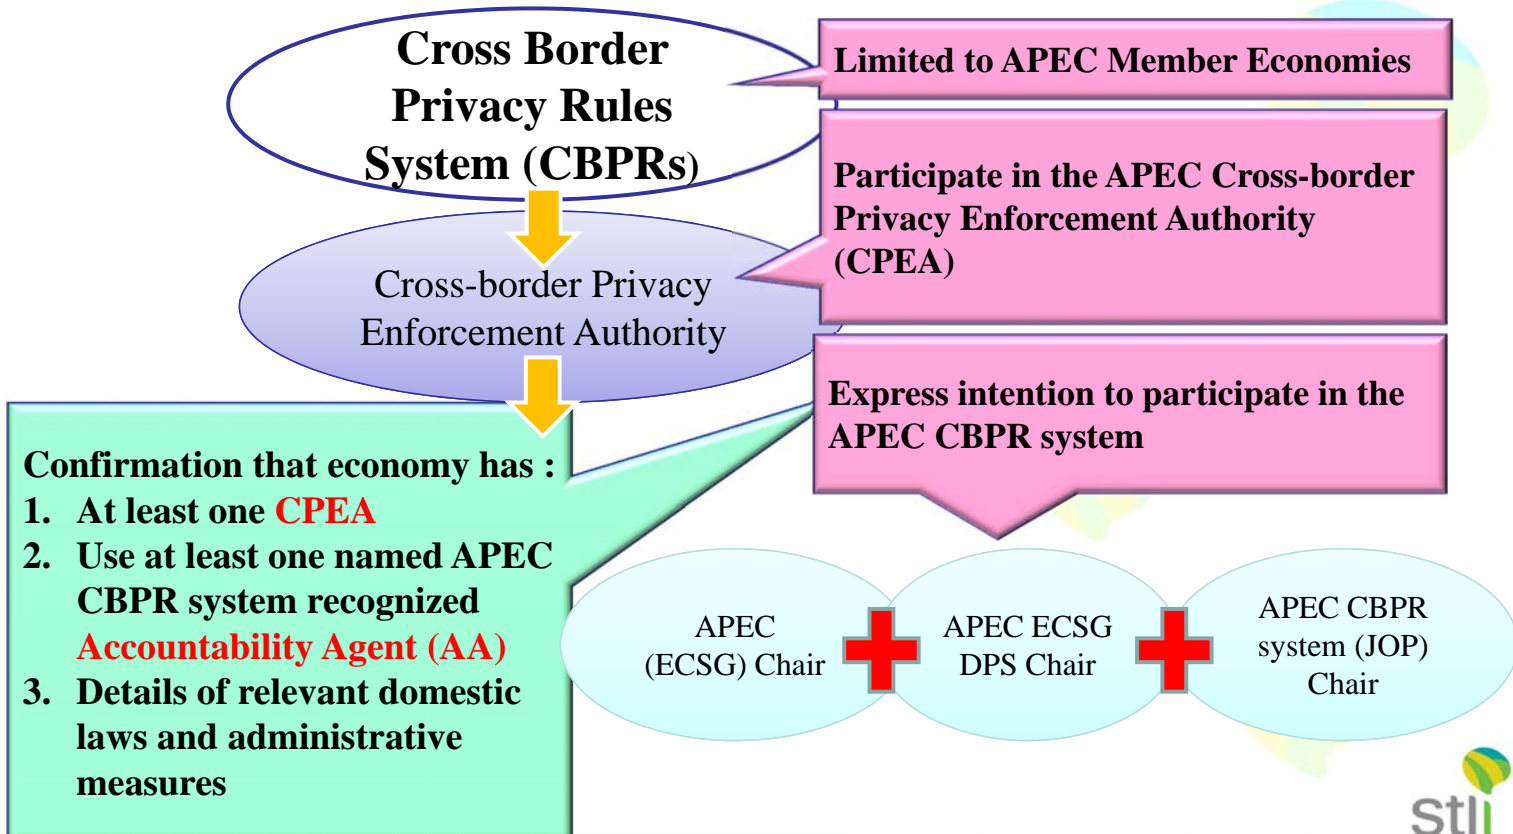 Cross Border
Privacy Rules
System (CBPRs)
Limited to APEC Member Economies
Participate in the APEC Cross-border
Privacy Enforcement Authority
(CPEA)
Cross-border Privacy
Enforcement Authority
Express intention to participate in the
APEC CBPR system
Confirmation that economy has :
1. At least one CPEA
2. Use at least one named APEC
CBPR system recognized
Accountability Agent (AA)
3. Details of relevant domestic
laws and administrative
measures
APEC
(ECSG) Chair
APEC ECSG
DPS Chair
APEC CBPR
system (JOP)
Chair
stli